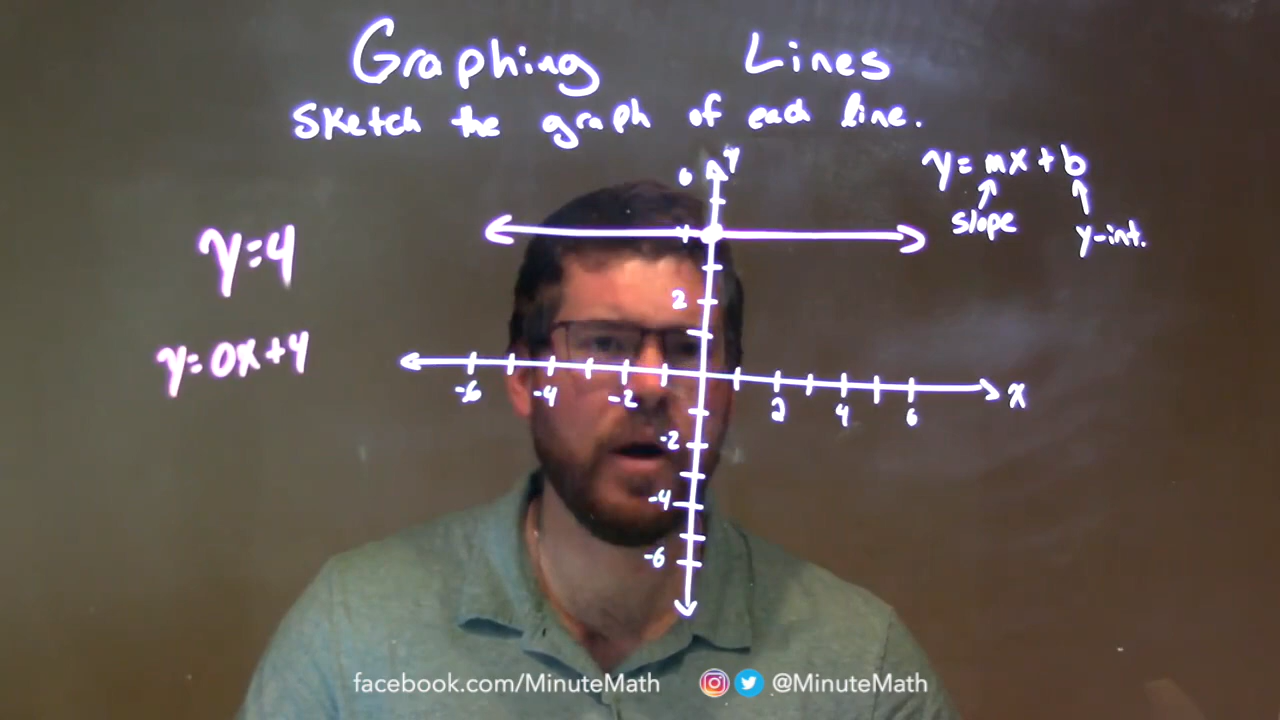 Graphing Lines
Sketch the graph of each line.
y=mx+b
slope
y-int.
y=4
y=0x+4
y
6
4
2
-6 -4 -2 2 4 6 x
-2
-4
-6
facebook.com/MinuteMath @MinuteMath